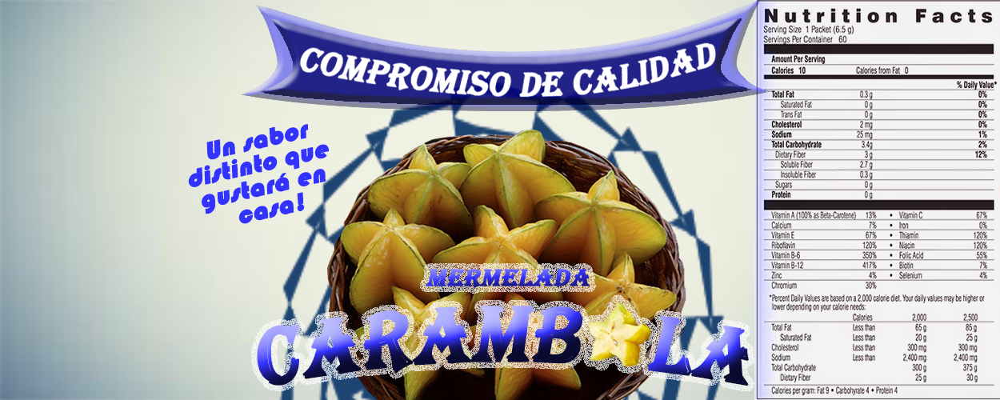 COMPROMISO DE CALIDAD
Un sabor
distinto que
gustará en
casa!
MERMELADA
CARAMBOLA
Nutrition Facts
Serving Size 1 Packet (6.5 g)
Servings Per Container 60
Amount Per Serving
Calories 10 Calories from Fat 0
% Daily Value*
Total Fat 0.3 g 0%
Saturated Fat 0 g 0%
Trans Fat 0 g 0%
Cholesterol 2 mg 0%
Sodium 25 mg 1%
Total Carbohydrate 3.4g 2%
Dietary Fiber 3 g 12%
Soluble Fiber 2.7 g
Insoluble Fiber 0.3 g
Sugars 0 g
Protein 0 g
Vitamin A (100% as Beta-Carotene) 13% • Vitamin C 67%
Calcium 7% • Iron 0%
Vitamin E 67% • Thiamin 120%
Riboflavin 120% • Niacin 120%
Vitamin B-6 350% • Folic Acid 55%
Vitamin B-12 417% • Biotin 7%
Zinc 4% • Selenium 4%
Chromium 30%
*Percent Daily Values are based on a 2,000 calorie diet. Your daily values may be higher or
lower depending on your calorie needs:
Calories 2,000 2,500
Total Fat Less than 65 g 85 g
Saturated Fat Less than 20 g 25 g
Cholesterol Less than 300 mg 300 mg
Sodium Less than 2,400 mg 2,400 mg
Total Carbohydrate 300 g 375 g
Dietary Fiber 25 g 30 g
Calories per gram: Fat 9 • Carbohyrate 4 • Protein 4